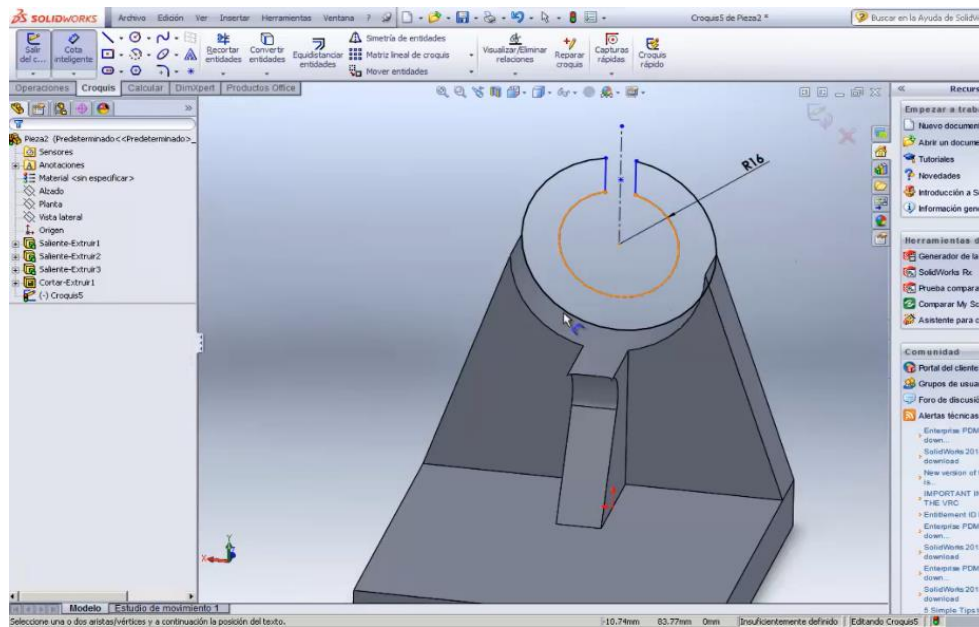 SOLIDWORKS
Archivo Edición Ver Insertar Herramientas Ventana ?
Croquis5 de Pieza2 *
Buscar en la Ayuda de SolidW
Salir del c...
Cota inteligente
Recortar entidades
Convertir entidades
Equidistanciar entidades
Simetría de entidades
Matriz lineal de croquis
Mover entidades
Visualizar/Eliminar relaciones
Reparar croquis
Capturas rápidas
Croquis rápido
Operaciones Croquis Calcular DimXpert Productos Office
Pieza2 (Predeterminado<<Predeterminado>_
Sensores
Anotaciones
Material <sin especificar>
Alzado
Planta
Vista lateral
Origen
Saliente-Extruir1
Saliente-Extruir2
Saliente-Extruir3
Cortar-Extruir1
(-) Croquis5
R16
Y
X
Recurs
Empezar a trab
Nuevo documen
Abrir un docume
Tutoriales
Novedades
Introducción a S
Información gen
Herramientas d
Generador de la
SolidWorks Rx
Prueba compara
Comparar My So
Asistente para c
Comunidad
Portal del cliente
Grupos de usua
Foro de discusió
Alertas técnicas
Enterprise PDM
down...
SolidWorks 201
download
New version of
is...
IMPORTANT IN
THE VRC
Entitlement ID
Enterprise PDM
down...
SolidWorks 201
download
Enterprise PDM
down...
SolidWorks 201
download
5 Simple Tips
Modelo Estudio de movimiento 1
Seleccione una o dos aristas/vértices y a continuación la posición del texto.
-10.74mm 83.77mm 0mm Insuficientemente definido Editando Croquis5